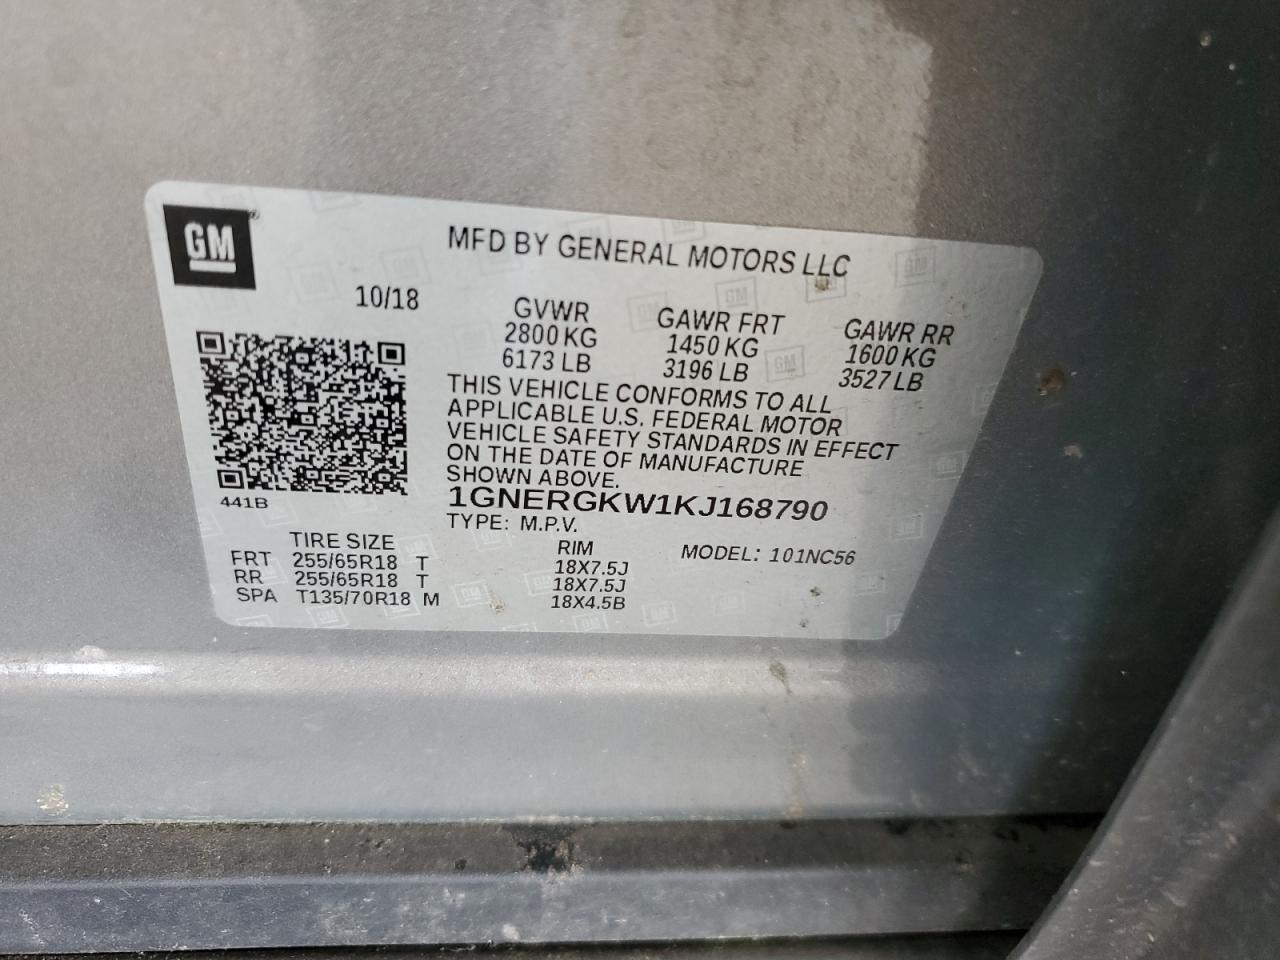 GM
MFD BY GENERAL MOTORS LLC
10/18
GVWR GAWR FRT GAWR RR
2800 KG 1450 KG 1600 KG
6173 LB 3196 LB 3527 LB
THIS VEHICLE CONFORMS TO ALL
APPLICABLE U.S. FEDERAL MOTOR
VEHICLE SAFETY STANDARDS IN EFFECT
ON THE DATE OF MANUFACTURE
SHOWN ABOVE.
441B
1GNERGKW1KJ168790
TYPE: M.P.V.
TIRE SIZE RIM MODEL: 101NC56
FRT 255/65R18 T 18X7.5J
RR 255/65R18 T 18X7.5J
SPA T135/70R18 M 18X4.5B